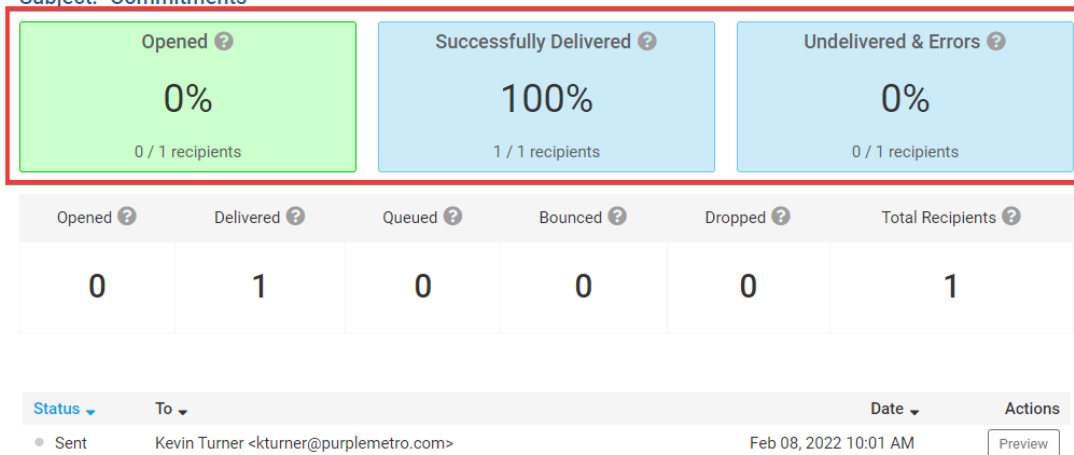 Subject: "Commitments"
Opened Successfully Delivered Undelivered & Errors
0% 100% 0%
0 / 1 recipients 1 / 1 recipients 0 / 1 recipients
Opened Delivered Queued Bounced Dropped Total Recipients
0 1 0 0 0 1
Status To Date Actions
Sent Kevin Turner <kturner@purplemetro.com> Feb 08, 2022 10:01 AM Preview